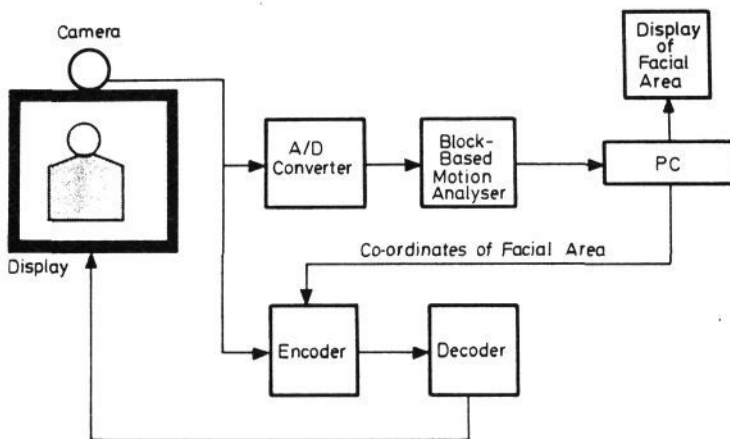 Camera
Display
of
Facial
Area
A/D
Converter
Block-
Based
Motion
Analyser
PC
Co-ordinates of Facial Area
Display
Encoder
Decoder